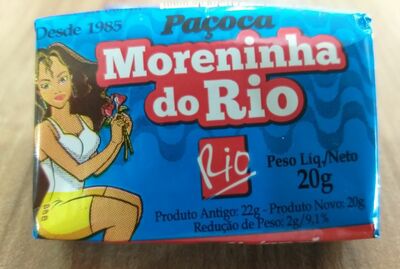 Desde 1985
Paçoca
Moreninha
do Rio
Rio
Peso Líq./Neto
20g
Produto Antigo: 22g - Produto Novo: 20g
Redução de Peso: 2g/9,1%